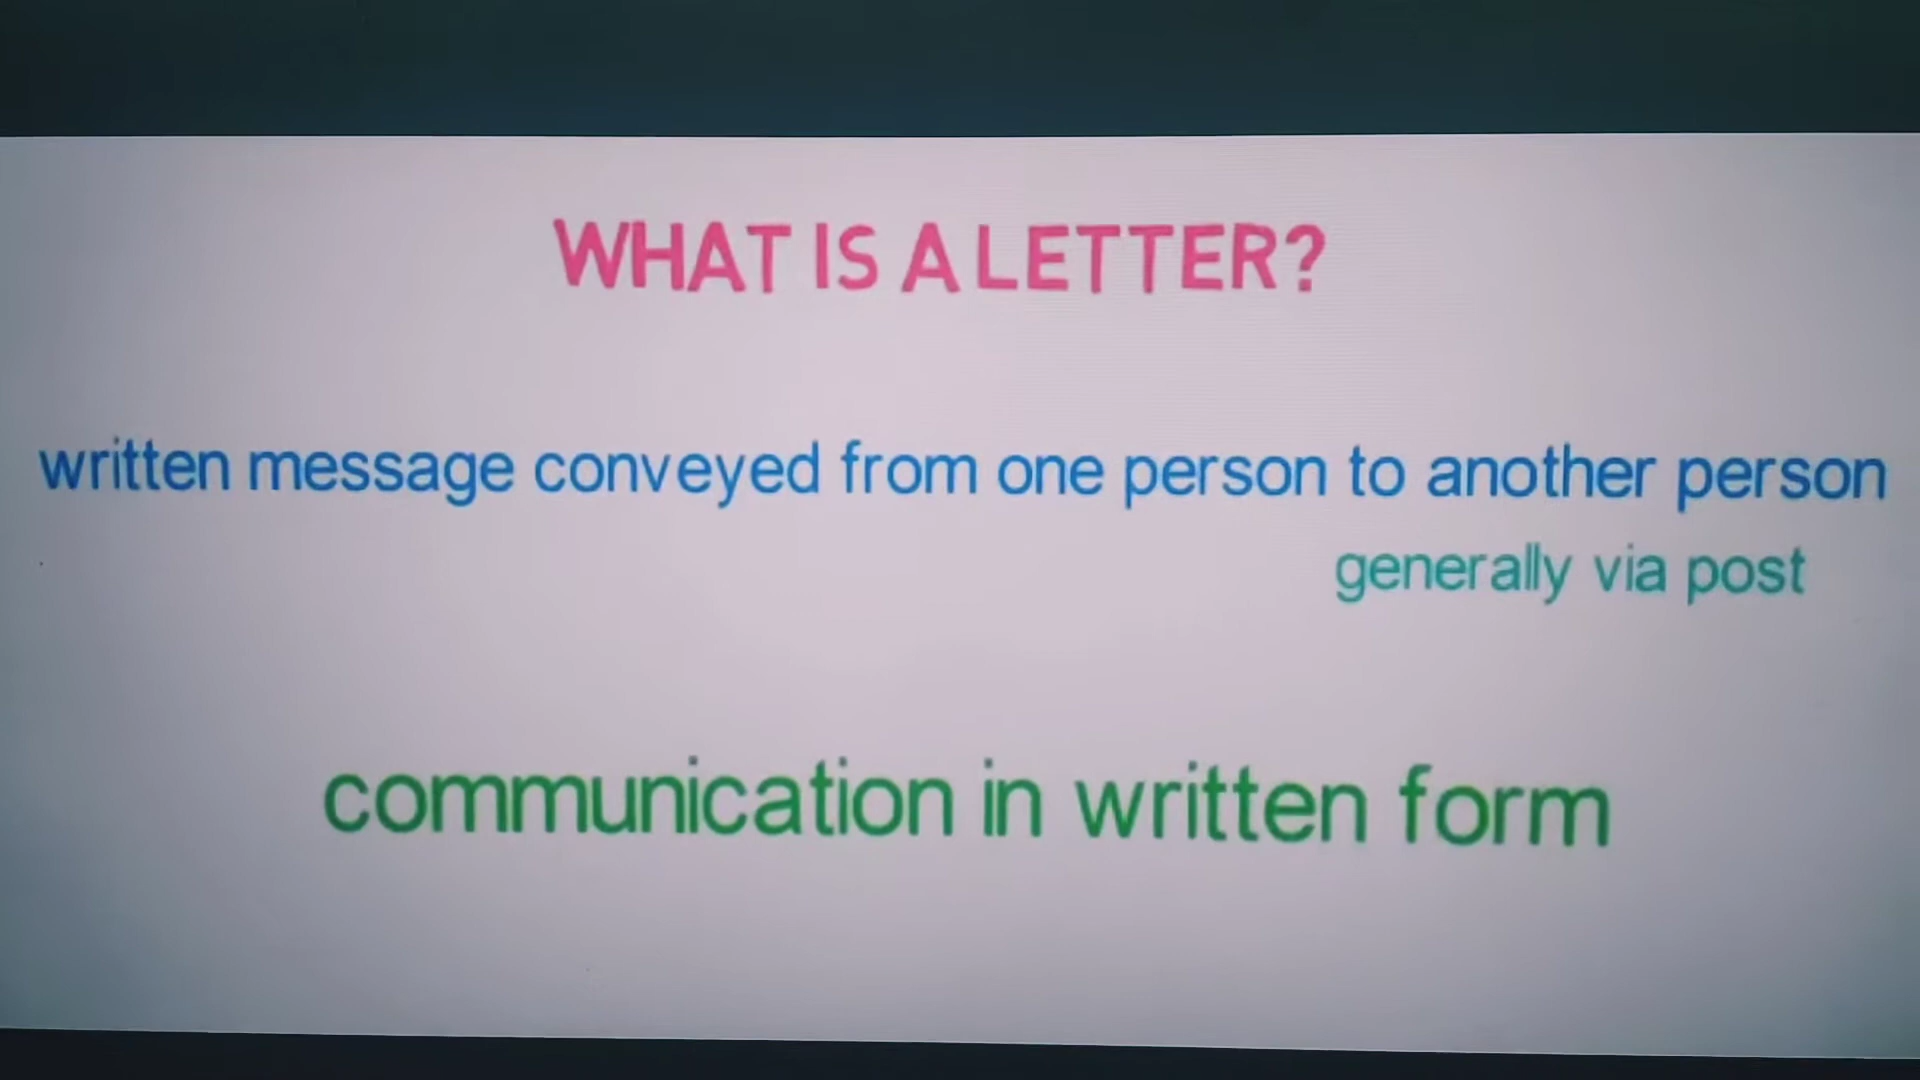 WHAT IS A LETTER?
written message conveyed from one person to another person
generally via post
communication in written form